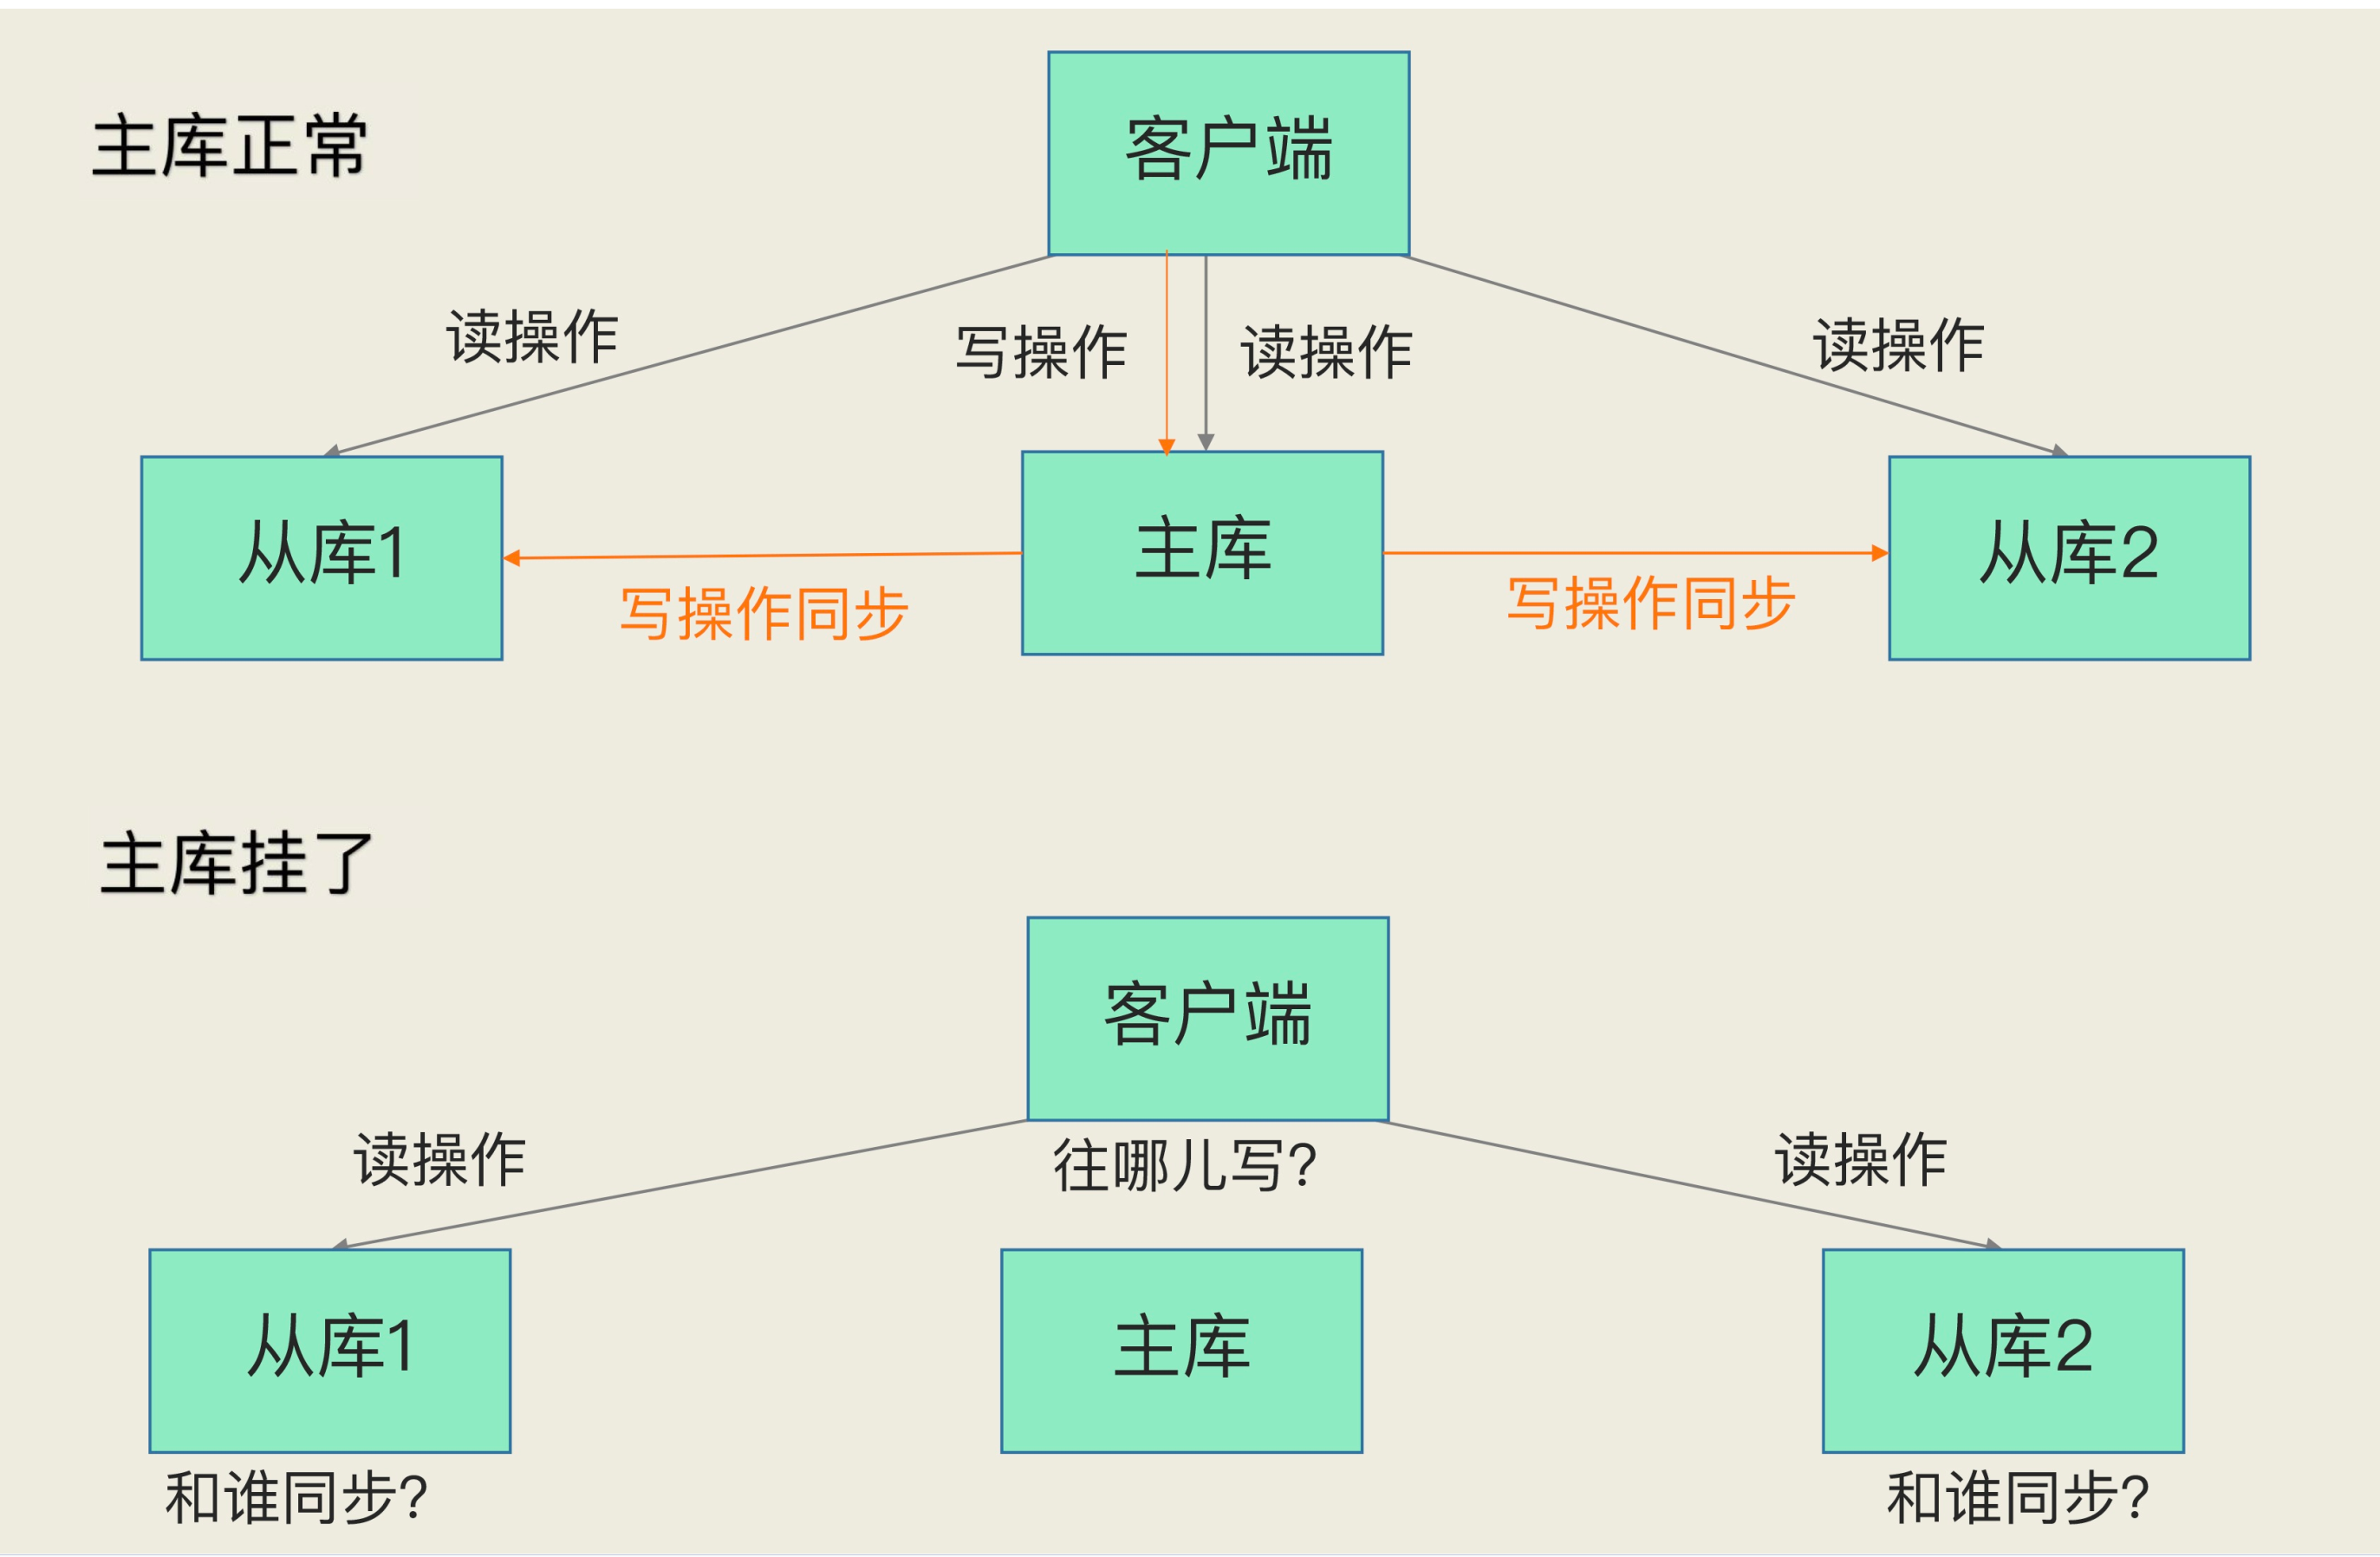 主库正常
客户端
读操作
写操作
读操作
读操作
从库1
主库
从库2
写操作同步
写操作同步
主库挂了
客户端
读操作
往哪儿写?
读操作
从库1
主库
从库2
和谁同步?
和谁同步?